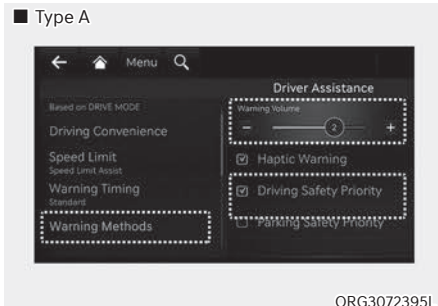 ■ Type A
Menu
Driver Assistance
Based on DRIVE MODE
Warning Volume
Driving Convenience
- 2 +
Speed Limit
Speed Limit Assist
Haptic Warning
Warning Timing
Standard
Driving Safety Priority
Warning Methods
Parking Safety Priority
ORG3072395L